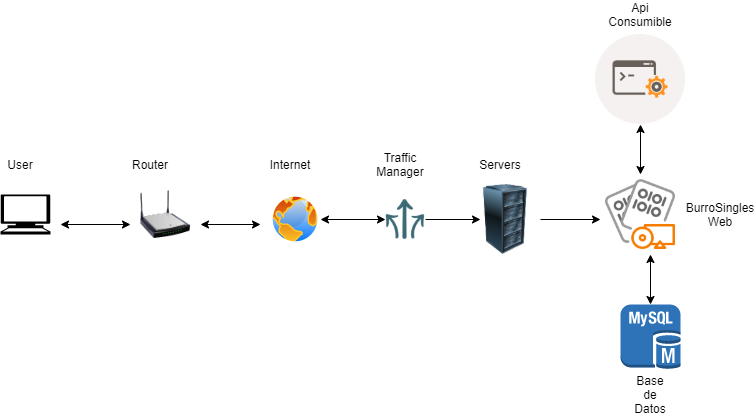 Api
Consumible
User
Router
Internet
Traffic
Manager
Servers
BurroSingles
Web
MySQL
M
Base
de
Datos